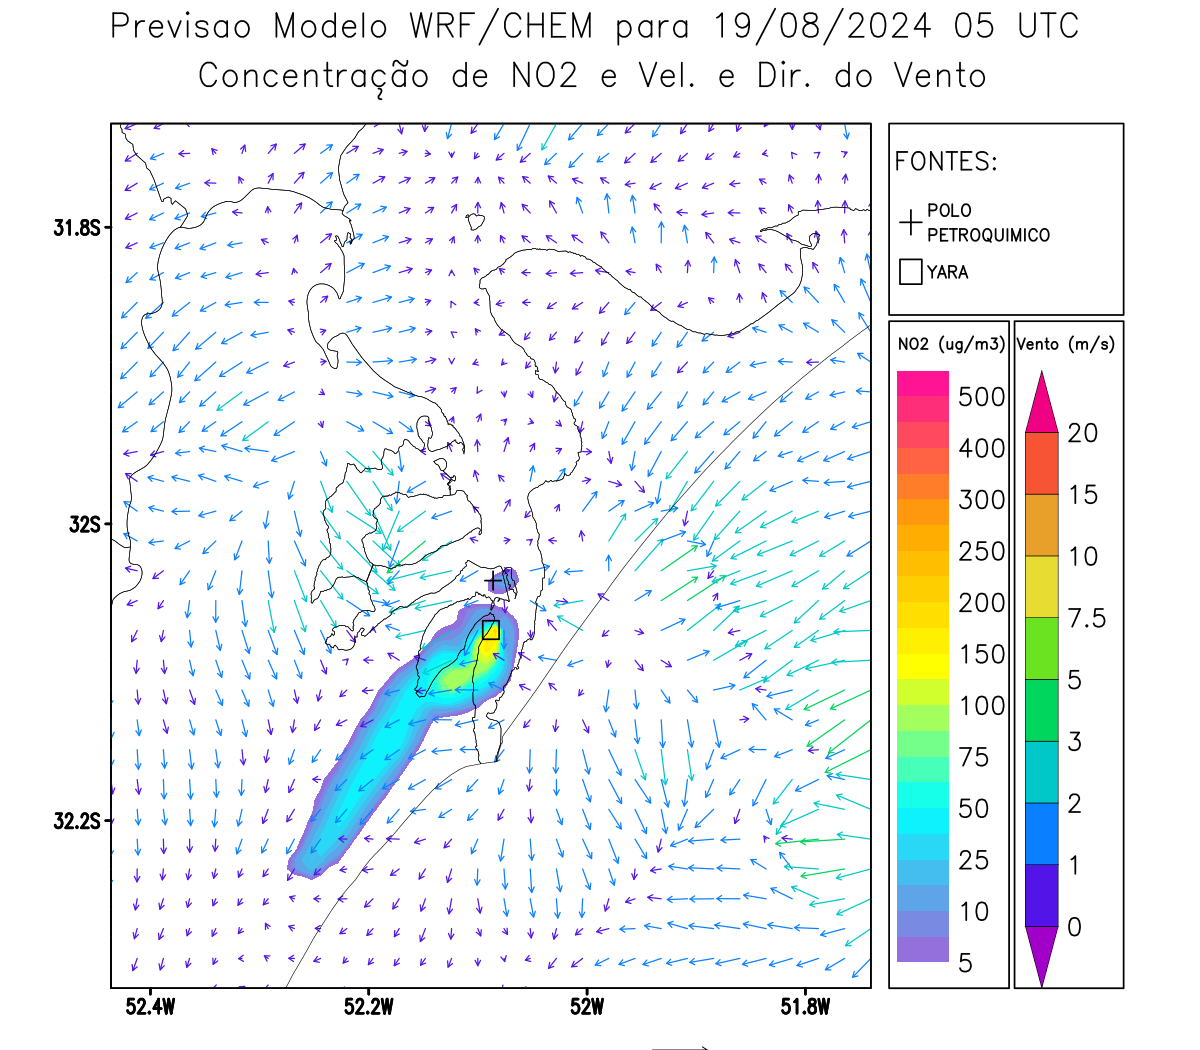 Previsao Modelo WRF/CHEM para 19/08/2024 05 UTC
Concentração de NO2 e Vel. e Dir. do Vento
FONTES:
POLO
PETROQUIMICO
YARA
31.8S
32S
32.2S
52.4W
52.2W
52W
51.8W
NO2 (ug/m3)
500
400
300
250
200
150
100
75
50
25
10
5
Vento (m/s)
20
15
10
7.5
5
3
2
1
0